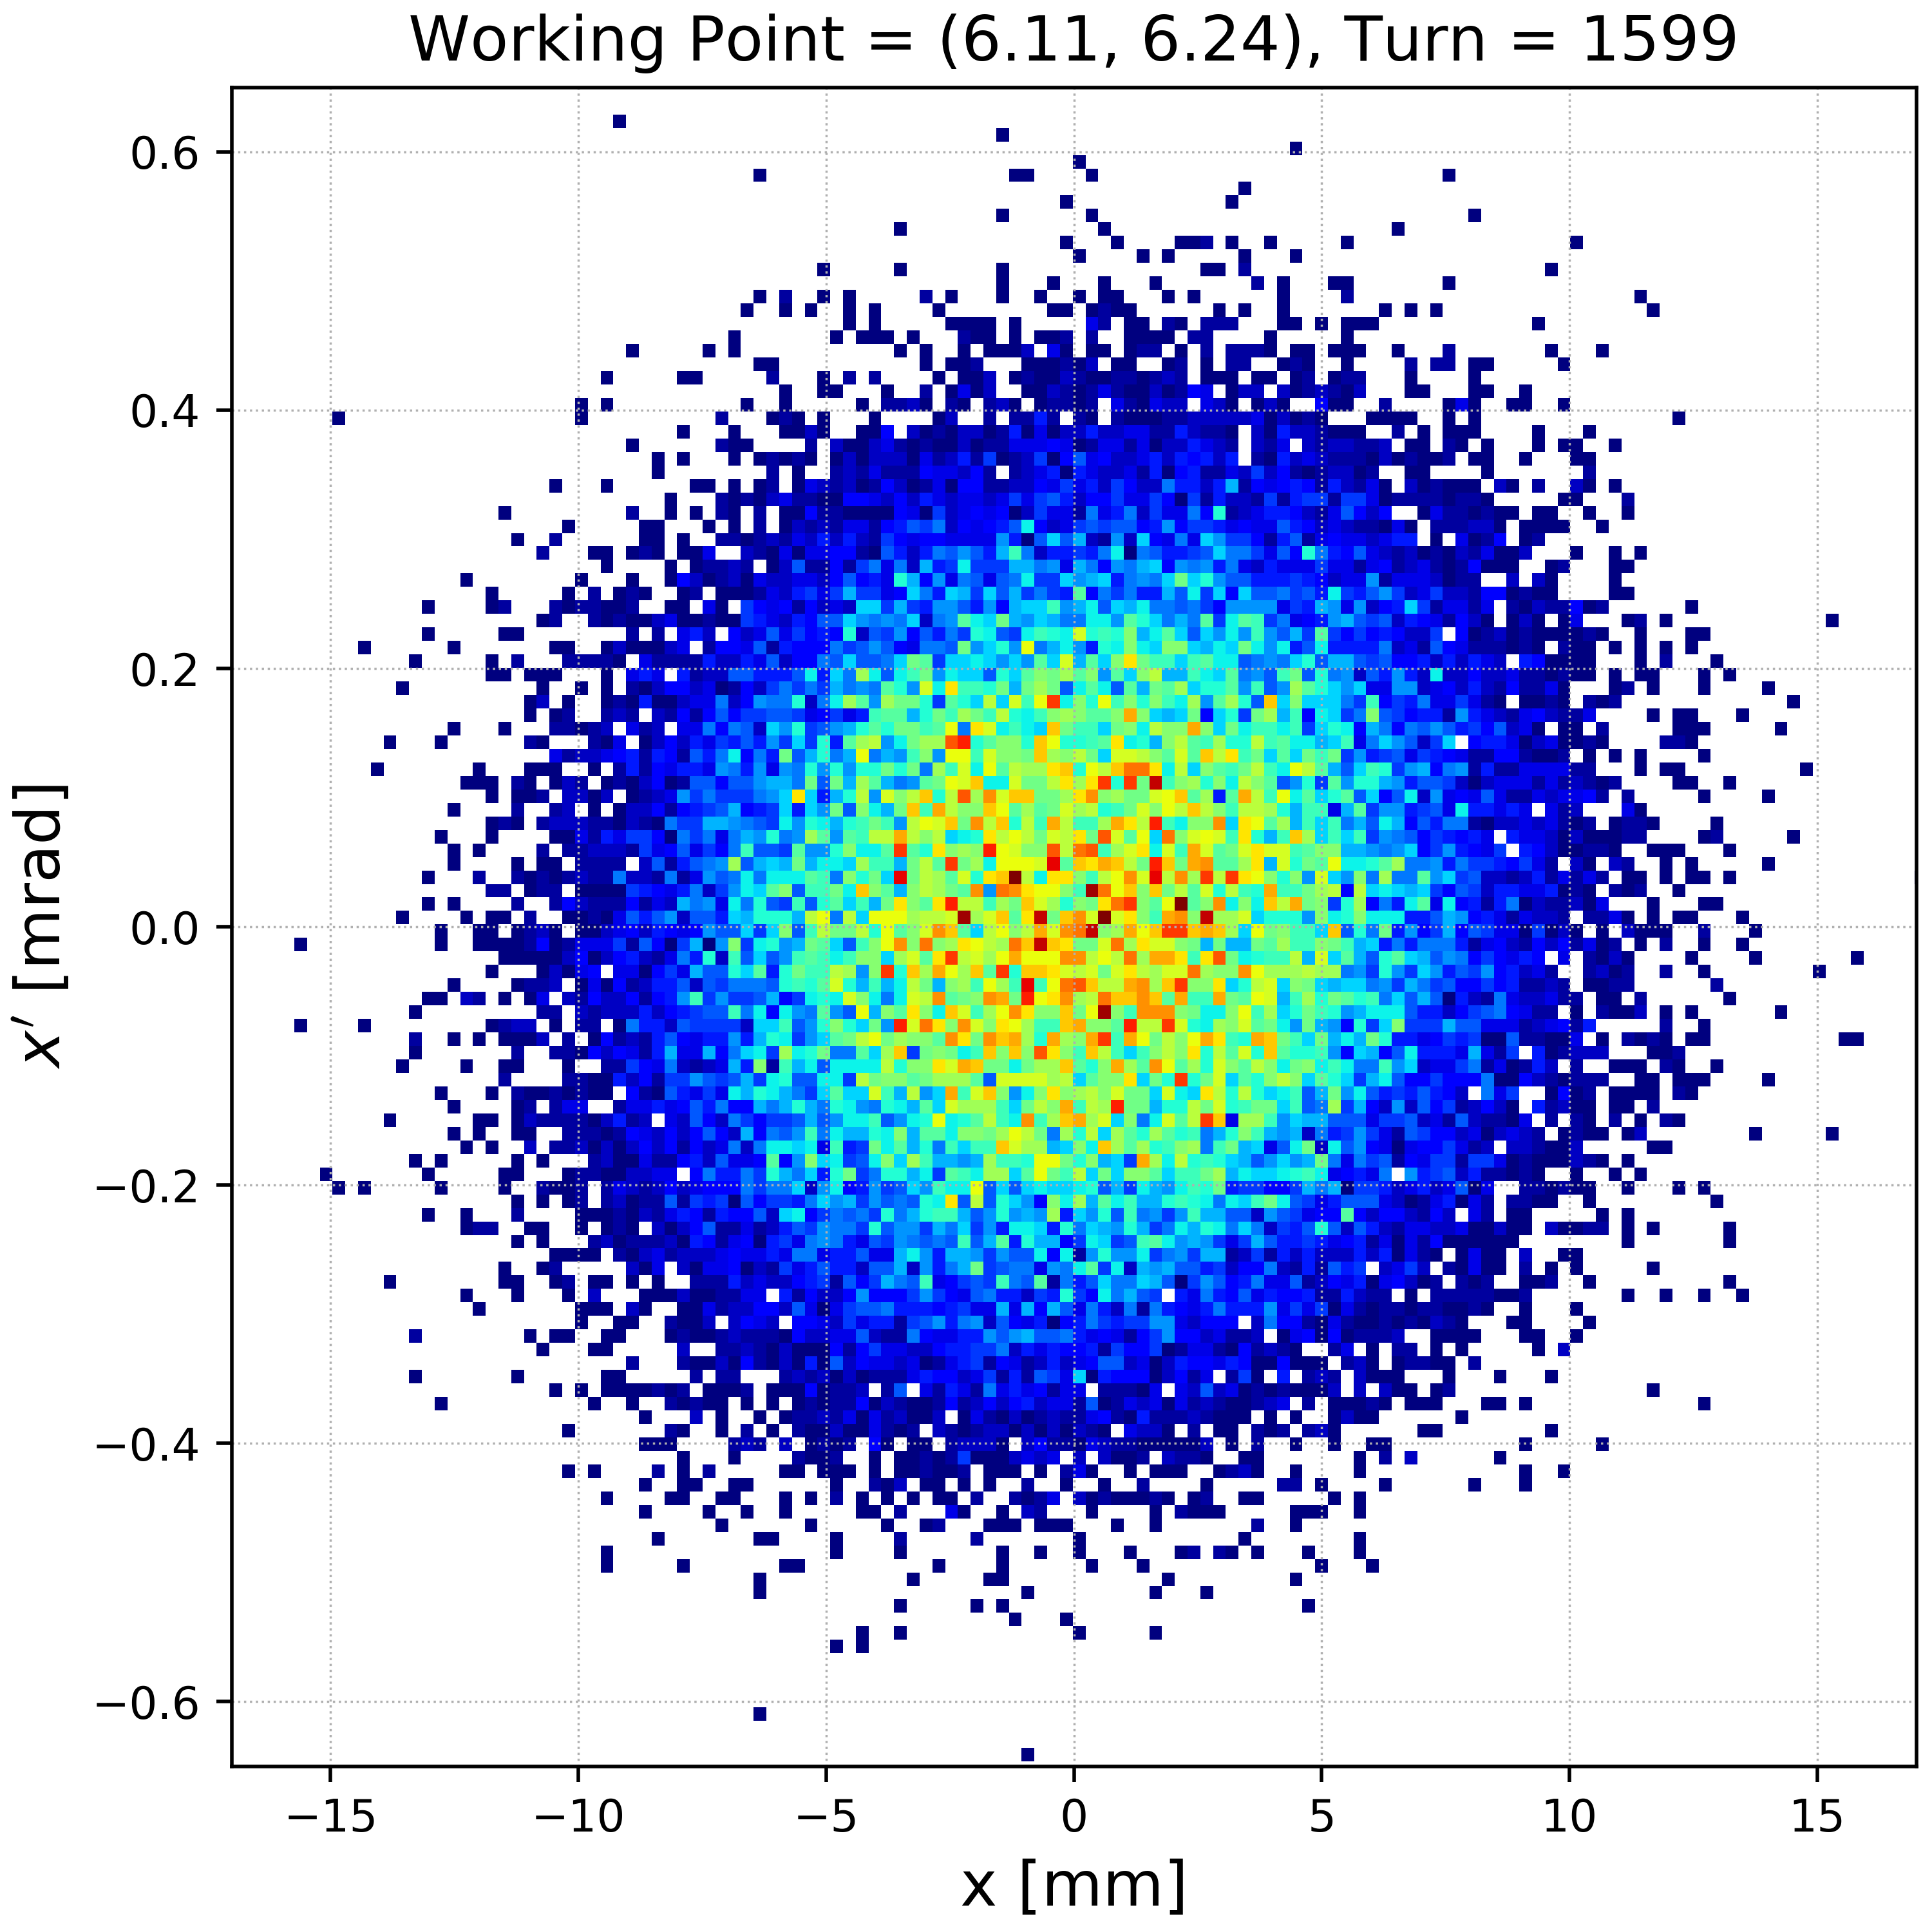 Working Point = (6.11, 6.24), Turn = 1599
0.6
0.4
0.2
0.0
−0.2
−0.4
−0.6
x′ [mrad]
−15 −10 −5 0 5 10 15
x [mm]